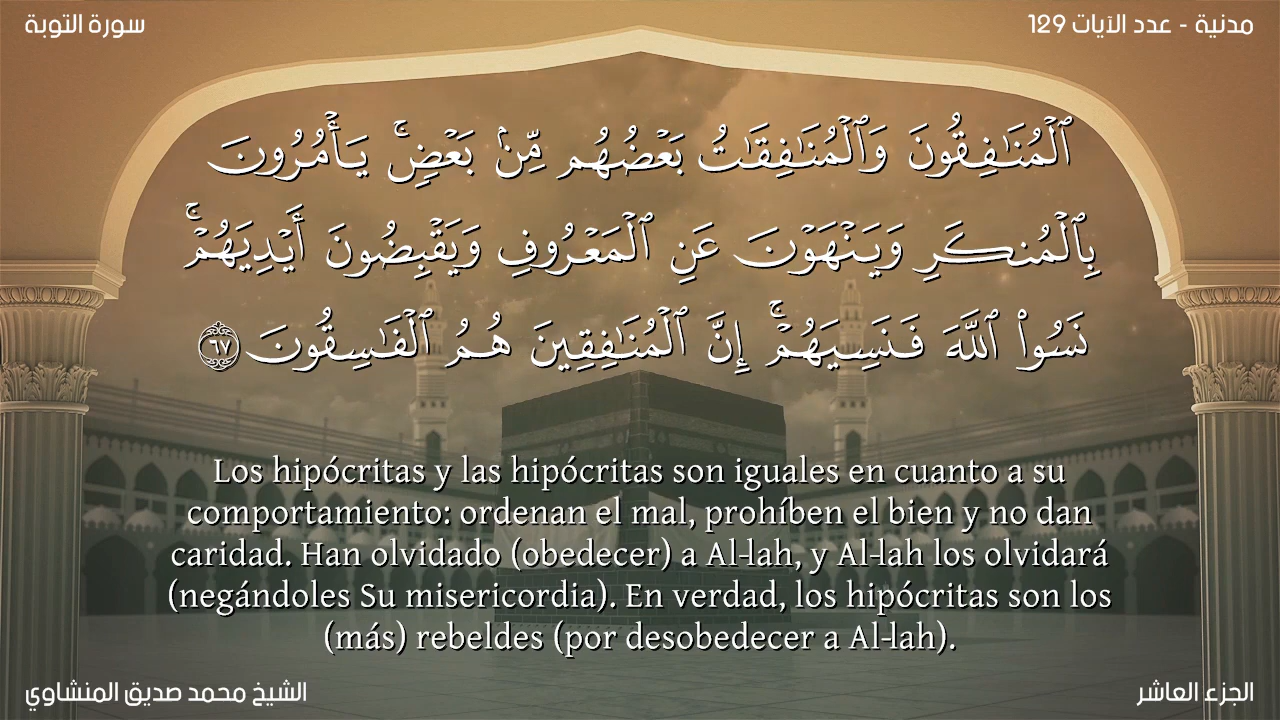 مدنية - عدد الآيات 129
سورة التوبة
ٱلْمُنَٰفِقُونَ وَٱلْمُنَٰفِقَٰتُ بَعْضُهُم مِّنۢ بَعْضٍۚ يَأْمُرُونَ
بِٱلْمُنكَرِ وَيَنْهَوْنَ عَنِ ٱلْمَعْرُوفِ وَيَقْبِضُونَ أَيْدِيَهُمْۚ
نَسُوا۟ ٱللَّهَ فَنَسِيَهُمْۚ إِنَّ ٱلْمُنَٰفِقِينَ هُمُ ٱلْفَٰسِقُونَ ٦٧
Los hipócritas y las hipócritas son iguales en cuanto a su
comportamiento: ordenan el mal, prohíben el bien y no dan
caridad. Han olvidado (obedecer) a Al-lah, y Al-lah los olvidará
(negándoles Su misericordia). En verdad, los hipócritas son los
(más) rebeldes (por desobedecer a Al-lah).
الجزء العاشر
الشيخ محمد صديق المنشاوي